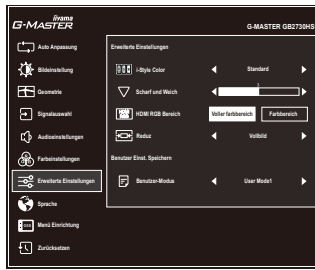 iiyama
G-MASTER
G-MASTER GB2730HS
Auto Anpassung
Bildeinstellung
Geometrie
Signalauswahl
Audioeinstellungen
Farbeinstellungen
Erweiterte Einstellungen
Sprache
Menü Einrichtung
Zurücksetzen
Erweiterte Einstellungen
i-Style Color
Standard
Scharf und Weich
HDMI RGB Bereich
Voller farbbereich
Farbbereich
Reduz
Vollbild
Benutzer Einst. Speichern
Benutzer-Modus
User Mode1